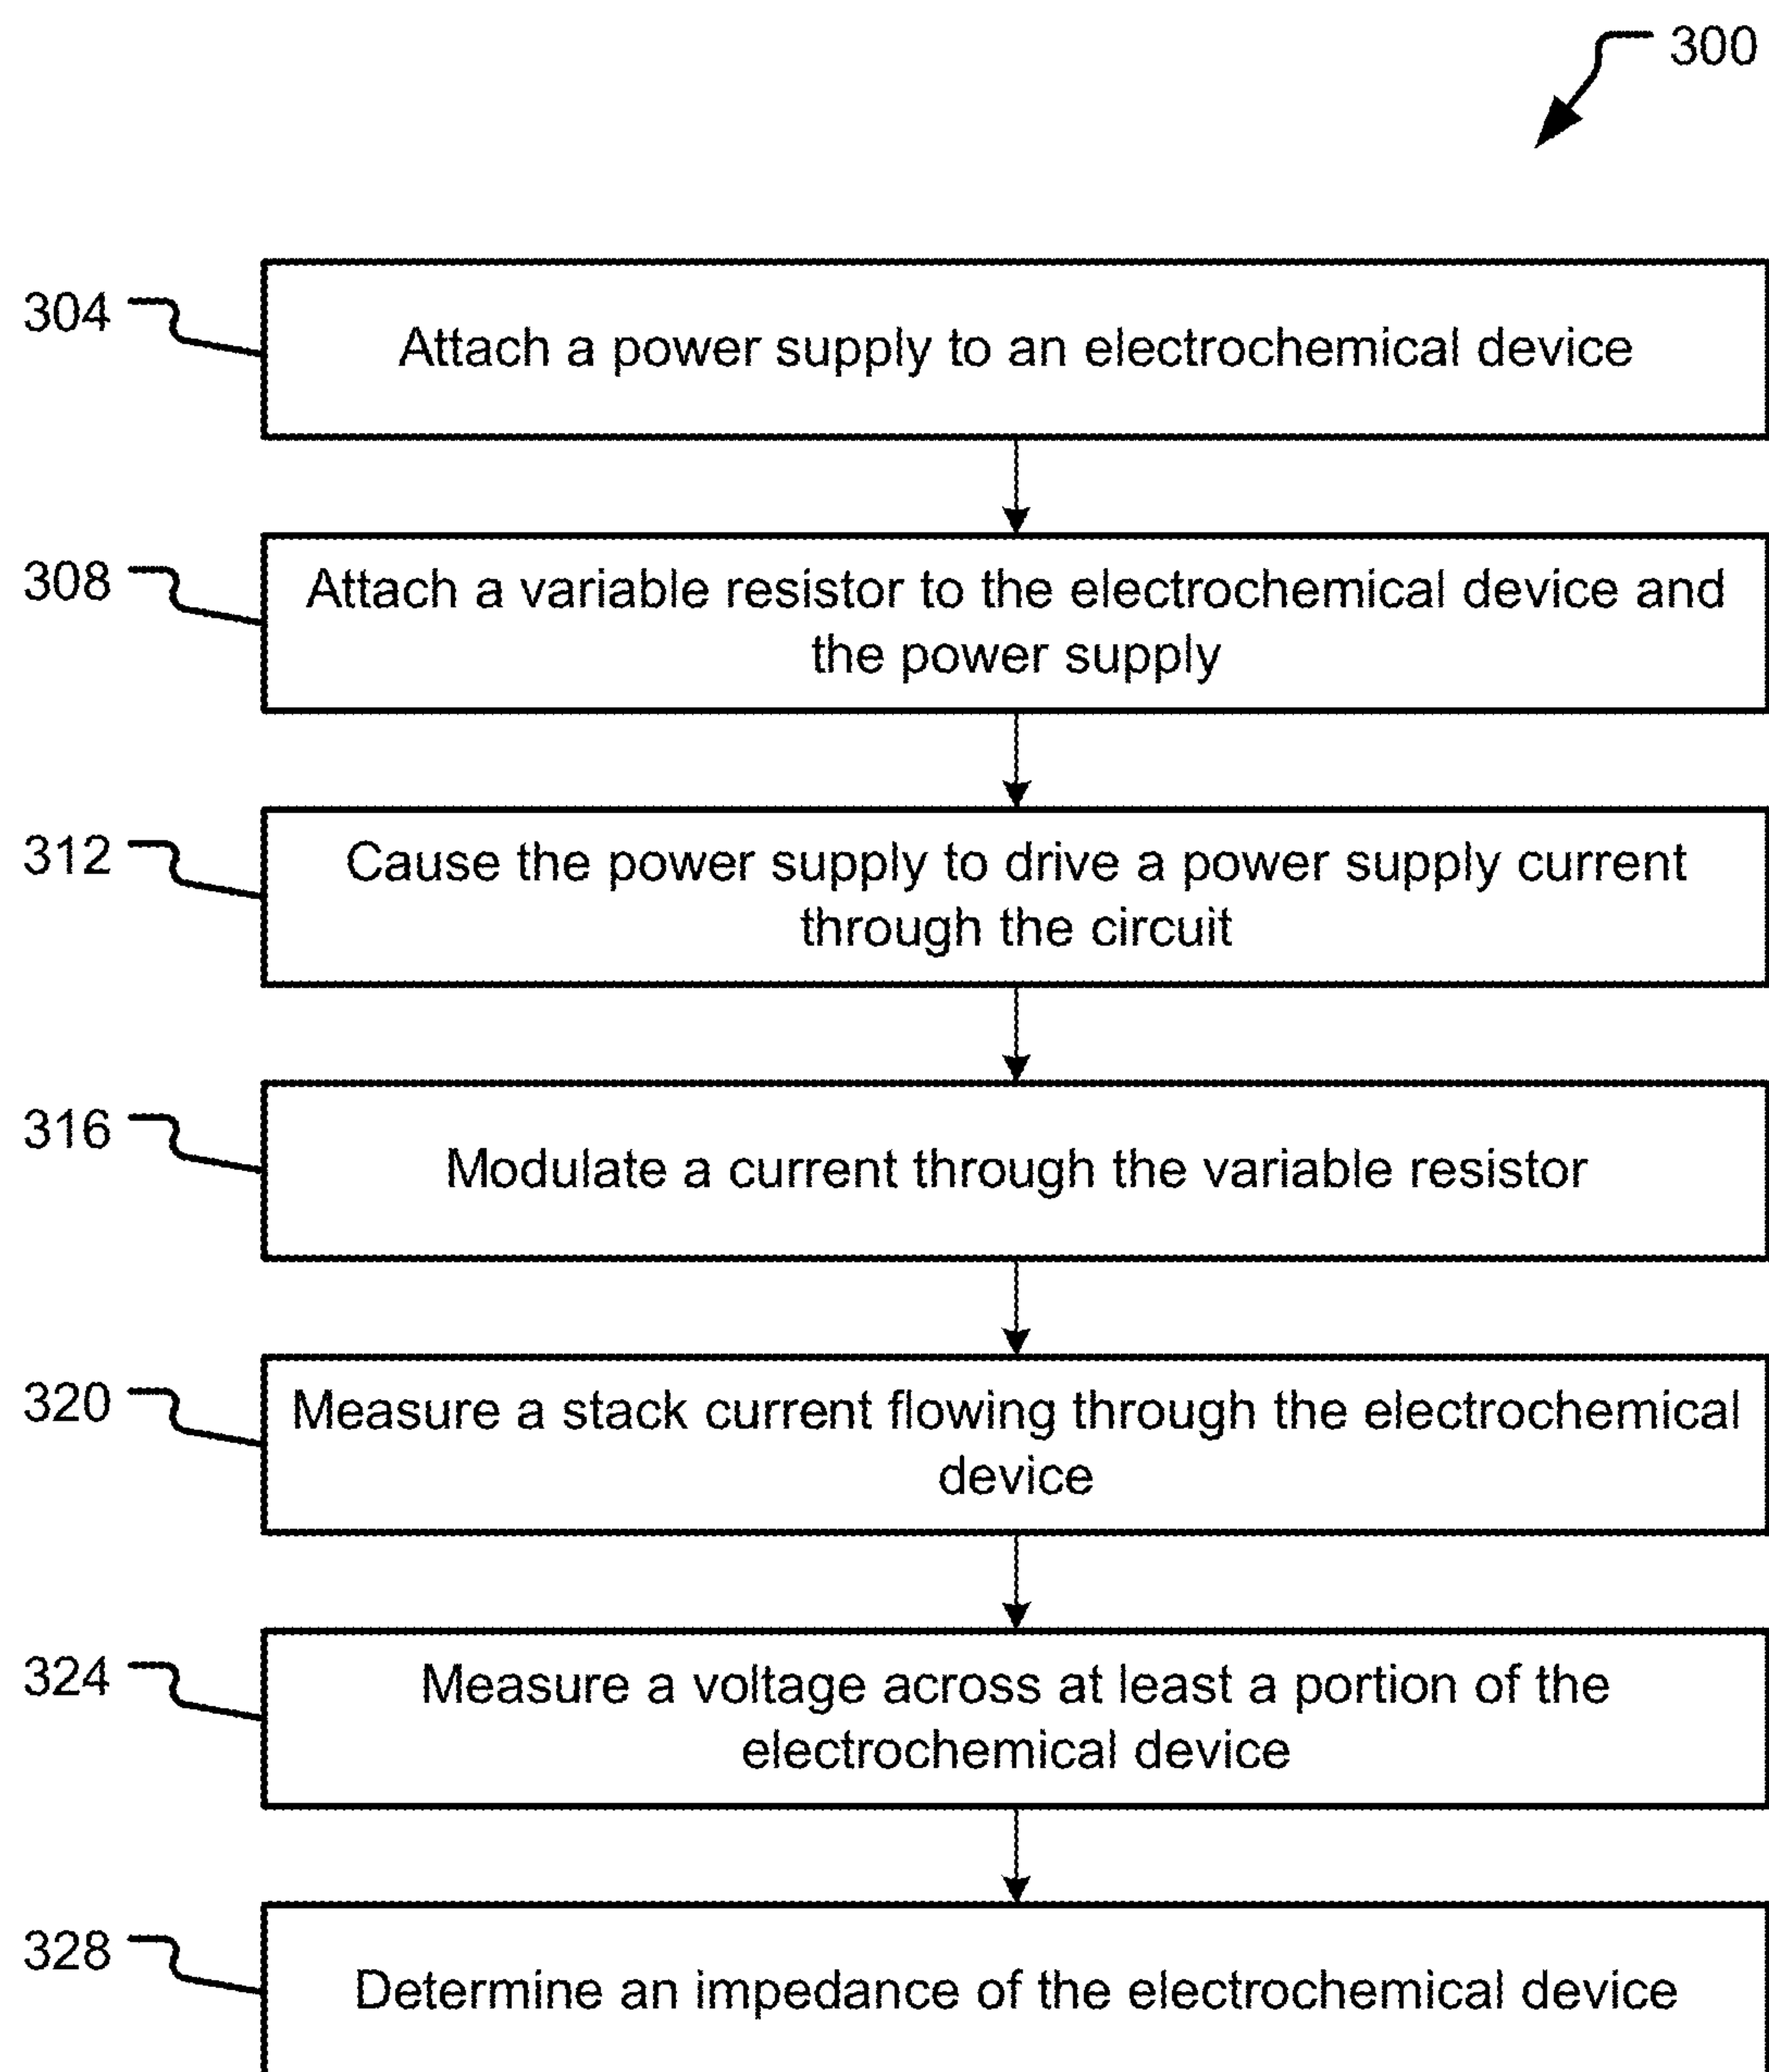 300
304
Attach a power supply to an electrochemical device
308
Attach a variable resistor to the electrochemical device and
the power supply
312
Cause the power supply to drive a power supply current
through the circuit
316
Modulate a current through the variable resistor
320
Measure a stack current flowing through the electrochemical
device
324
Measure a voltage across at least a portion of the
electrochemical device
328
Determine an impedance of the electrochemical device